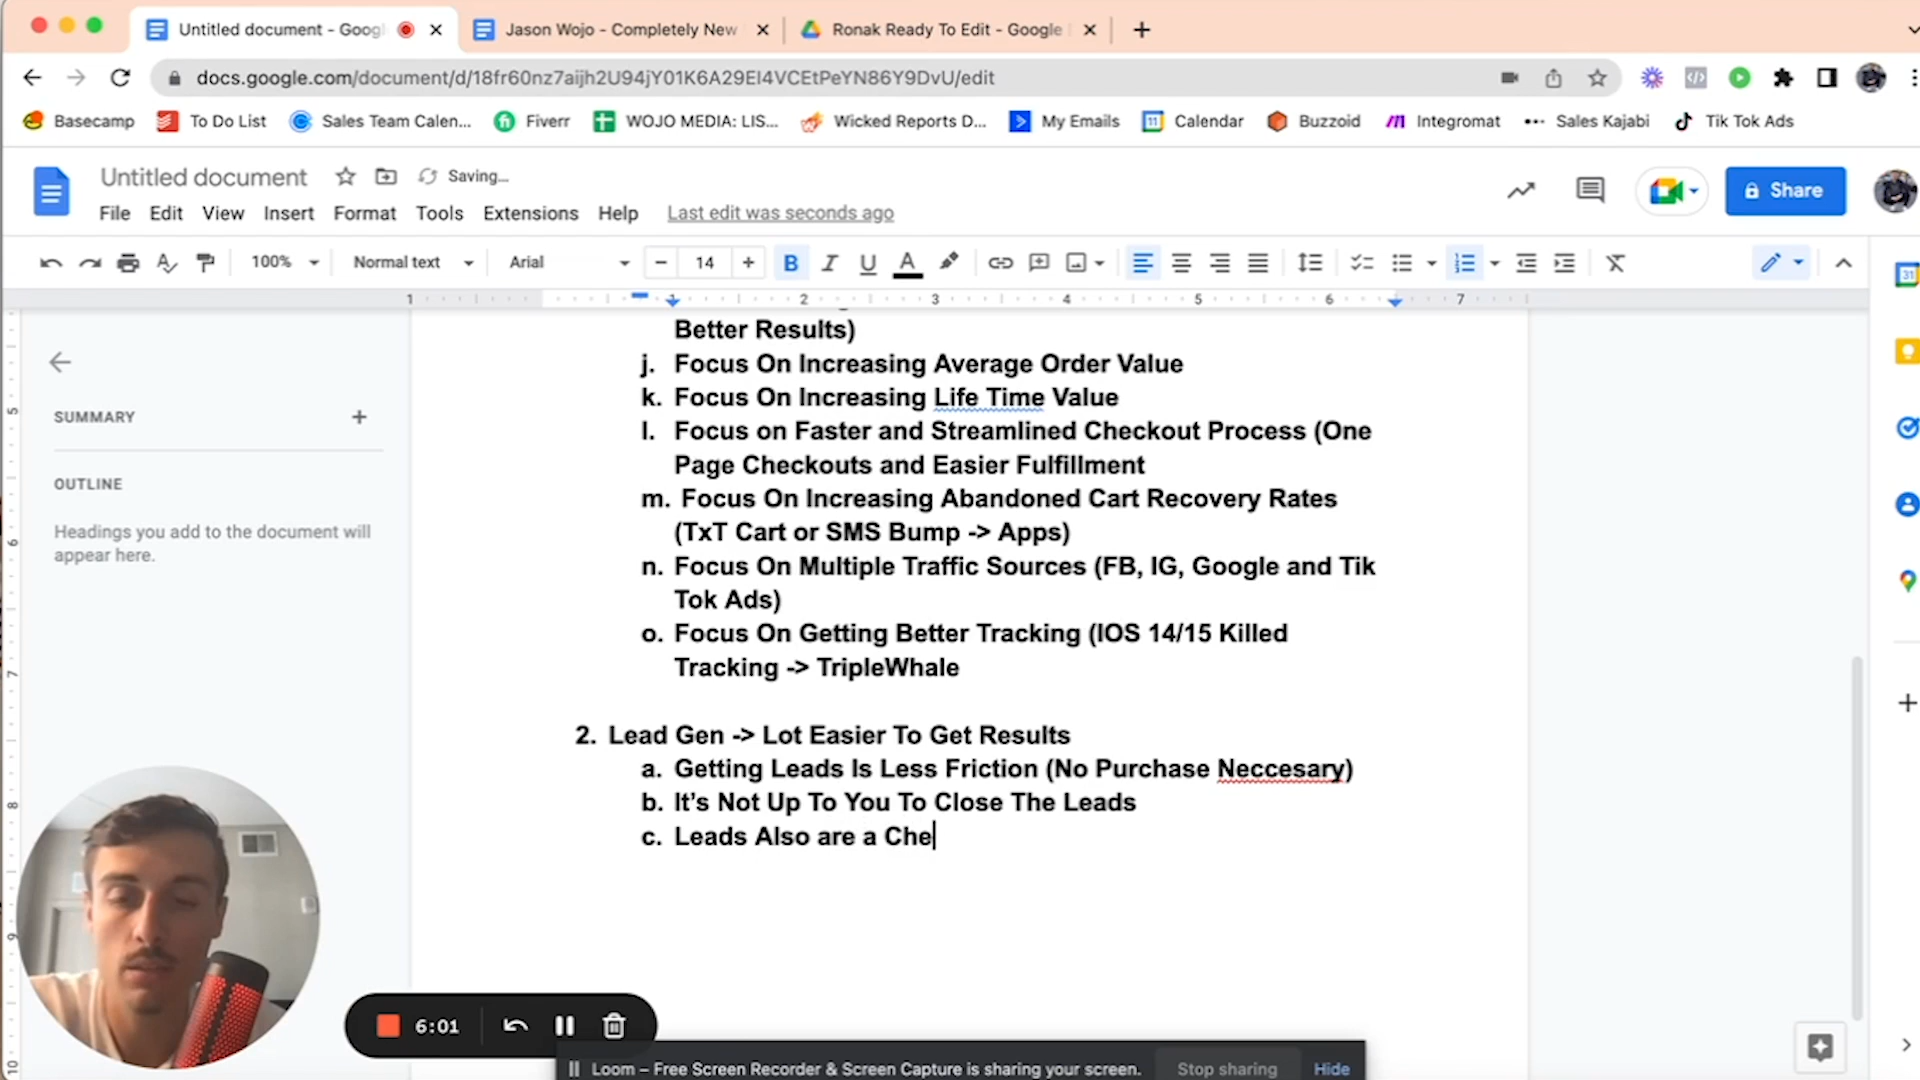 Untitled document - Googl
Jason Wojo - Completely New
Ronak Ready To Edit - Google
docs.google.com/document/d/18fr60nz7aijh2U94jY01K6A29EI4VCEtPeYN86Y9DvU/edit
Basecamp
To Do List
Sales Team Calen...
Fiverr
WOJO MEDIA: LIS...
Wicked Reports D...
My Emails
Calendar
Buzzoid
Integromat
Sales Kajabi
Tik Tok Ads
Untitled document
Saving...
File Edit View Insert Format Tools Extensions Help
Last edit was seconds ago
Share
100%
Normal text
Arial
14
1 1 2 3 4 5 6 7
SUMMARY
OUTLINE
Headings you add to the document will
appear here.
Better Results)
j. Focus On Increasing Average Order Value
k. Focus On Increasing Life Time Value
l. Focus on Faster and Streamlined Checkout Process (One
Page Checkouts and Easier Fulfillment
m. Focus On Increasing Abandoned Cart Recovery Rates
(TxT Cart or SMS Bump -> Apps)
n. Focus On Multiple Traffic Sources (FB, IG, Google and Tik
Tok Ads)
o. Focus On Getting Better Tracking (IOS 14/15 Killed
Tracking -> TripleWhale
2. Lead Gen -> Lot Easier To Get Results
a. Getting Leads Is Less Friction (No Purchase Neccesary)
b. It’s Not Up To You To Close The Leads
c. Leads Also are a Che
6:01
Loom – Free Screen Recorder & Screen Capture is sharing your screen.
Stop sharing
Hide